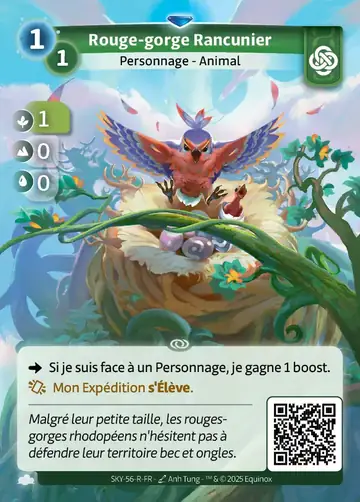 1
1
Rouge-gorge Rancunier
Personnage - Animal
1
0
0
Si je suis face à un Personnage, je gagne 1 boost.
Mon Expédition s'Élève.
Malgré leur petite taille, les rouges-
gorges rhodopéens n'hésitent pas à
défendre leur territoire bec et ongles.
SKY-56-R-FR - Anh Tung - ™ & © 2025 Equinox